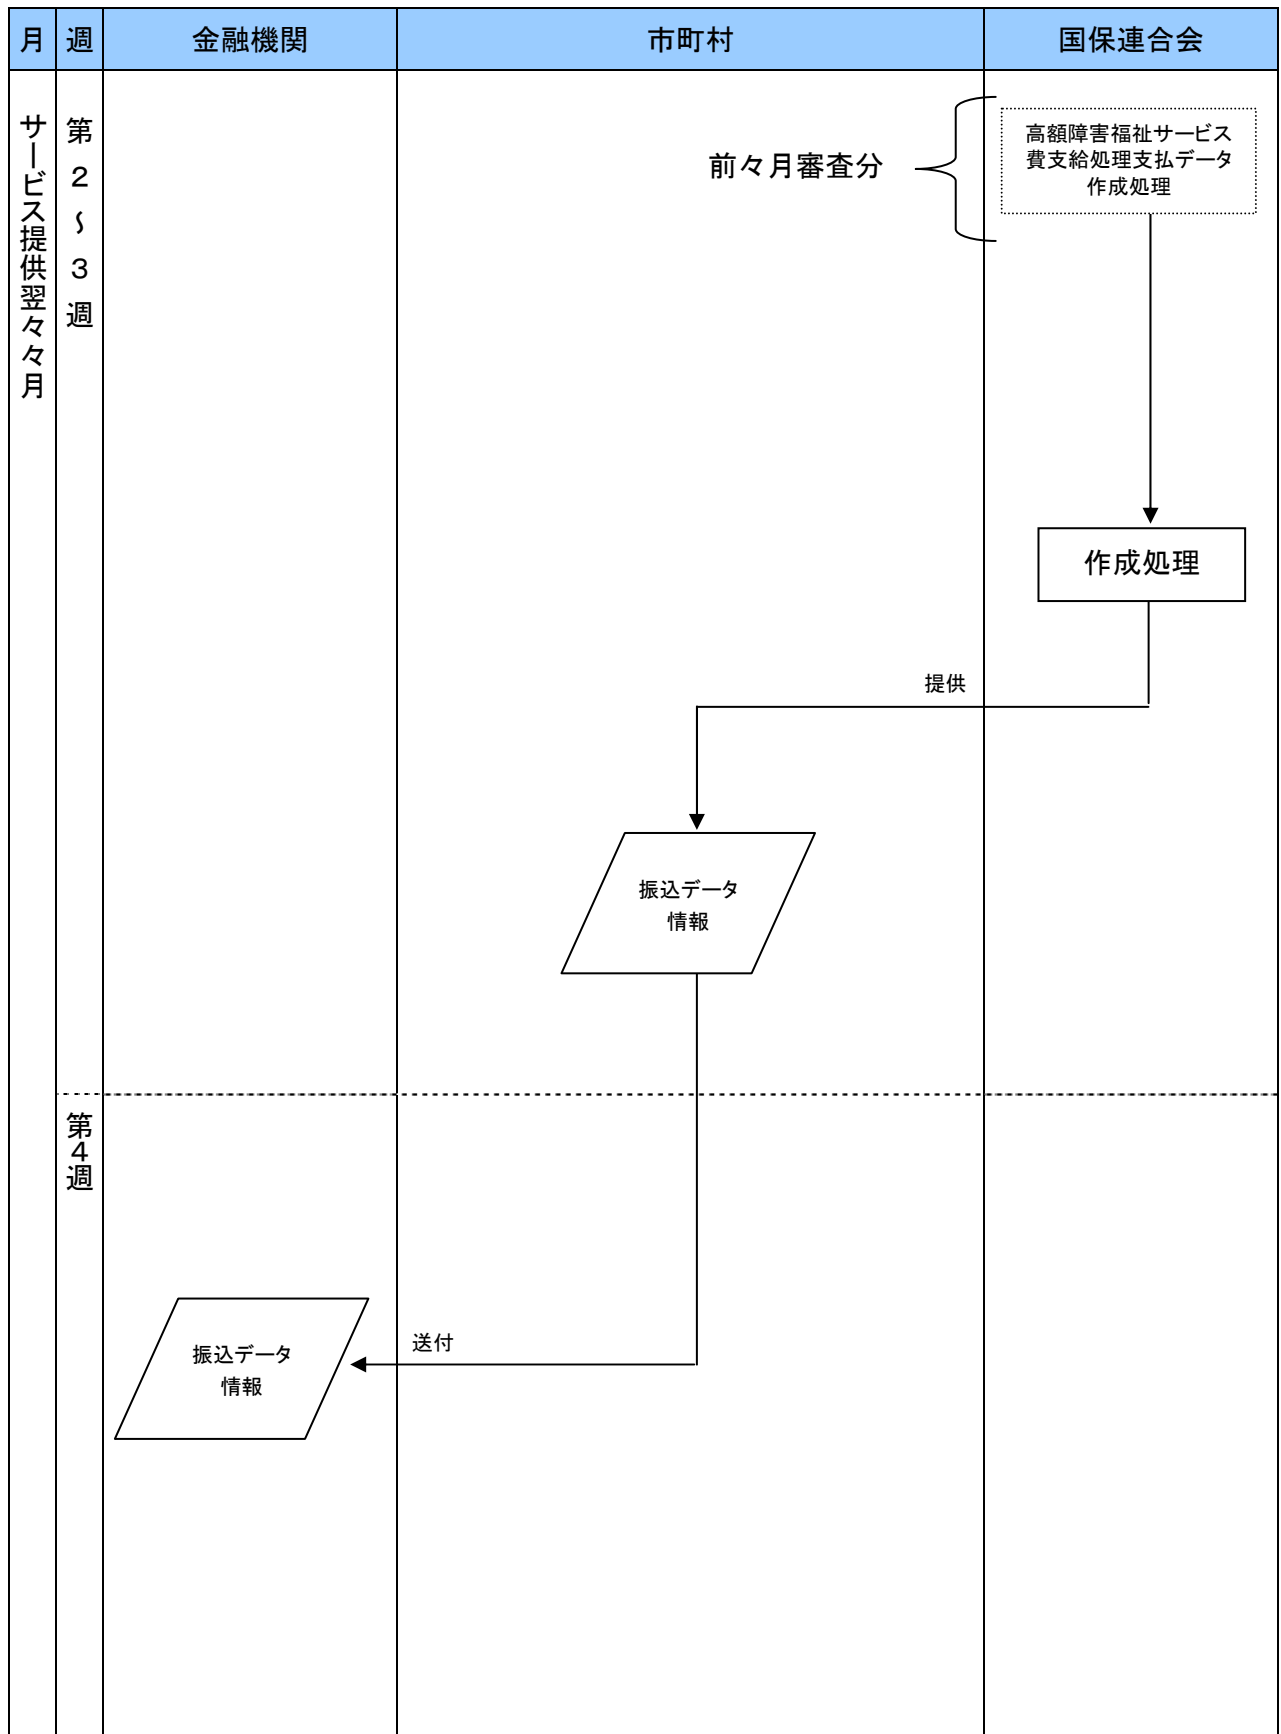 月 週 金融機関 市町村 国保連合会
サービス提供翌々々月
第2～3週
前々月審査分
高額障害福祉サービス
費支給処理支払データ
作成処理
作成処理
提供
振込データ
情報
第4週
送付
振込データ
情報